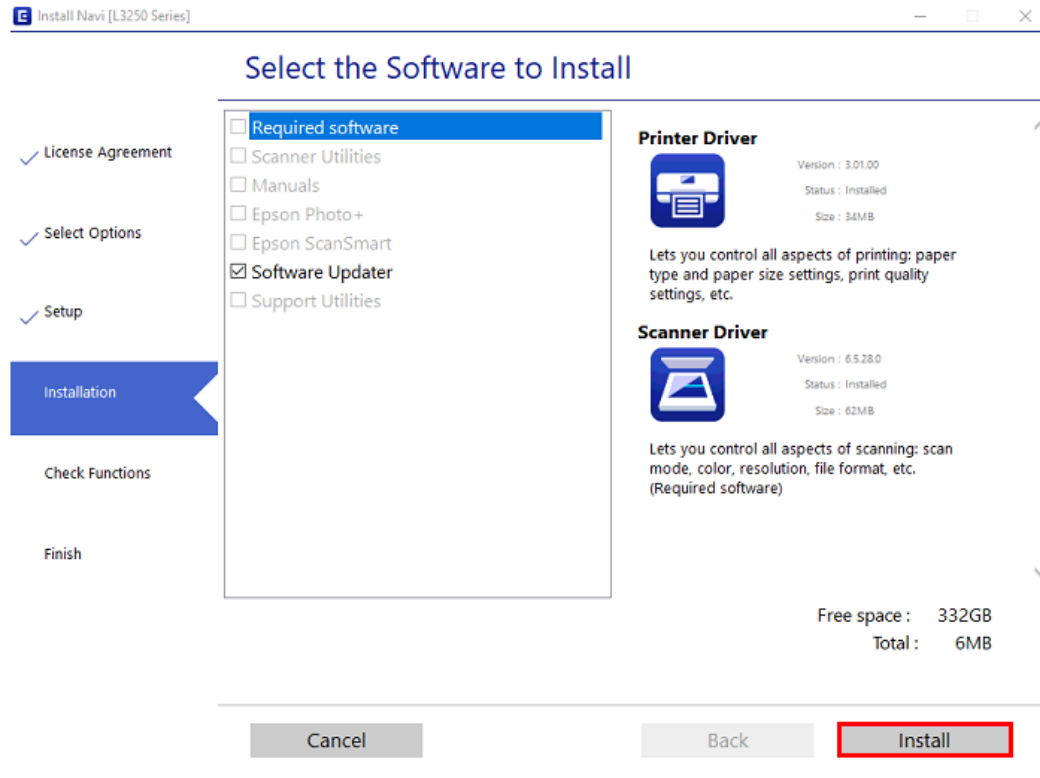 Install Navi [L3250 Series]
Select the Software to Install
License Agreement
Select Options
Setup
Installation
Check Functions
Finish
Required software
Scanner Utilities
Manuals
Epson Photo+
Epson ScanSmart
Software Updater
Support Utilities
Printer Driver
Version : 3.01.00
Status : Installed
Size : 34MB
Lets you control all aspects of printing: paper
type and paper size settings, print quality
settings, etc.
Scanner Driver
Version : 6.5.28.0
Status : Installed
Size : 62MB
Lets you control all aspects of scanning: scan
mode, color, resolution, file format, etc.
(Required software)
Free space : 332GB
Total : 6MB
Cancel
Back
Install